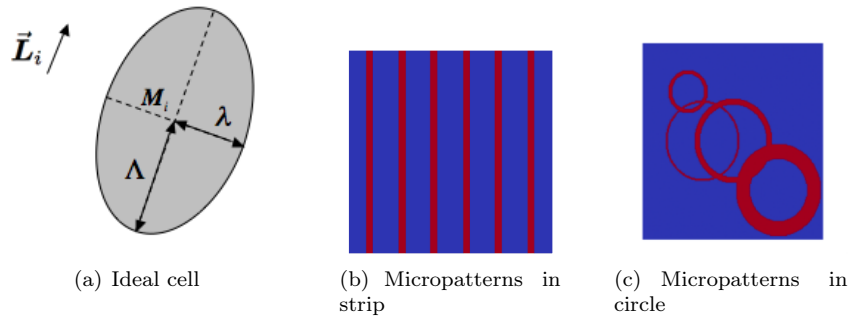 L⃗i
Mi
λ
Λ
(a) Ideal cell
(b) Micropatterns in
strip
(c) Micropatterns in
circle